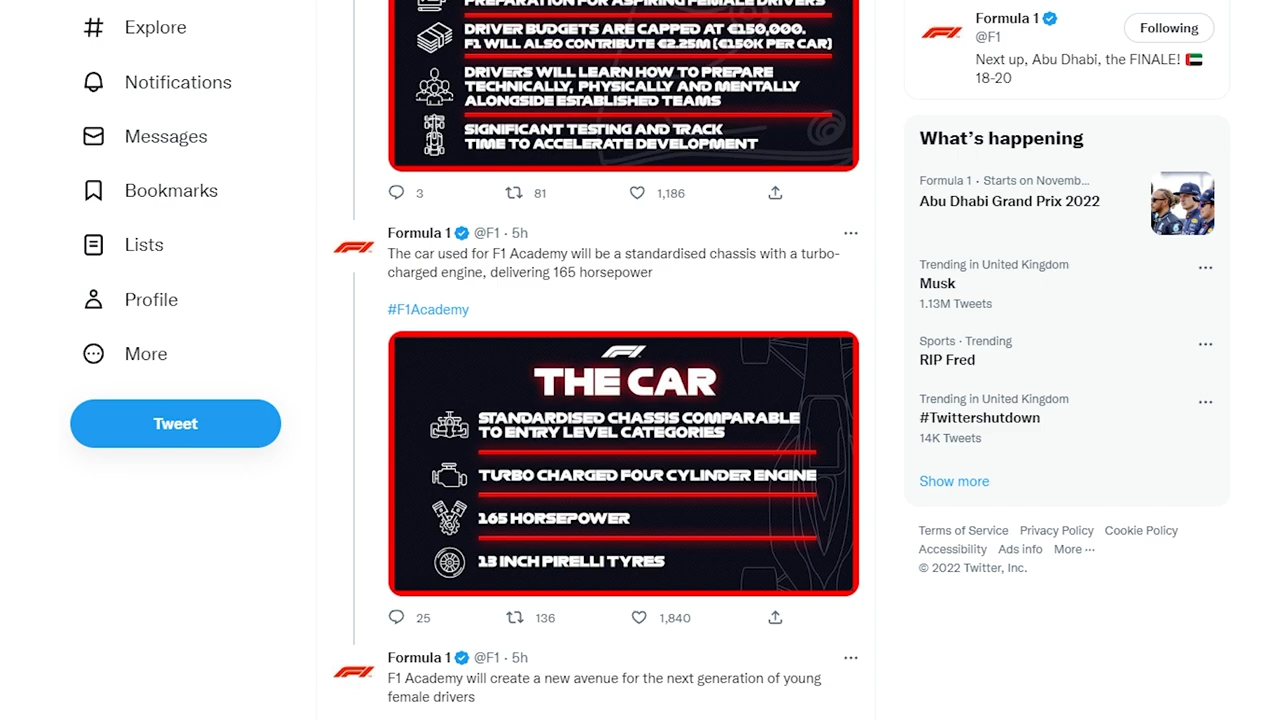 Explore
Notifications
Messages
Bookmarks
Lists
Profile
More
Tweet
PREPARATION FOR ASPIRING FEMALE DRIVERS
DRIVER BUDGETS ARE CAPPED AT €150,000.
F1 WILL ALSO CONTRIBUTE €2.25M (€150K PER CAR)
DRIVERS WILL LEARN HOW TO PREPARE
TECHNICALLY, PHYSICALLY AND MENTALLY
ALONGSIDE ESTABLISHED TEAMS
SIGNIFICANT TESTING AND TRACK
TIME TO ACCELERATE DEVELOPMENT
3 81 1,186
Formula 1 @F1 · 5h
The car used for F1 Academy will be a standardised chassis with a turbo-
charged engine, delivering 165 horsepower
#F1Academy
THE CAR
STANDARDISED CHASSIS COMPARABLE
TO ENTRY LEVEL CATEGORIES
TURBO CHARGED FOUR CYLINDER ENGINE
165 HORSEPOWER
13 INCH PIRELLI TYRES
25 136 1,840
Formula 1 @F1 · 5h
F1 Academy will create a new avenue for the next generation of young
female drivers
Formula 1
@F1
Following
Next up, Abu Dhabi, the FINALE! 🇦🇪
18-20
What's happening
Formula 1 · Starts on Novemb...
Abu Dhabi Grand Prix 2022
Trending in United Kingdom
Musk
1.13M Tweets
Sports · Trending
RIP Fred
Trending in United Kingdom
#Twittershutdown
14K Tweets
Show more
Terms of Service Privacy Policy Cookie Policy
Accessibility Ads info More ···
© 2022 Twitter, Inc.